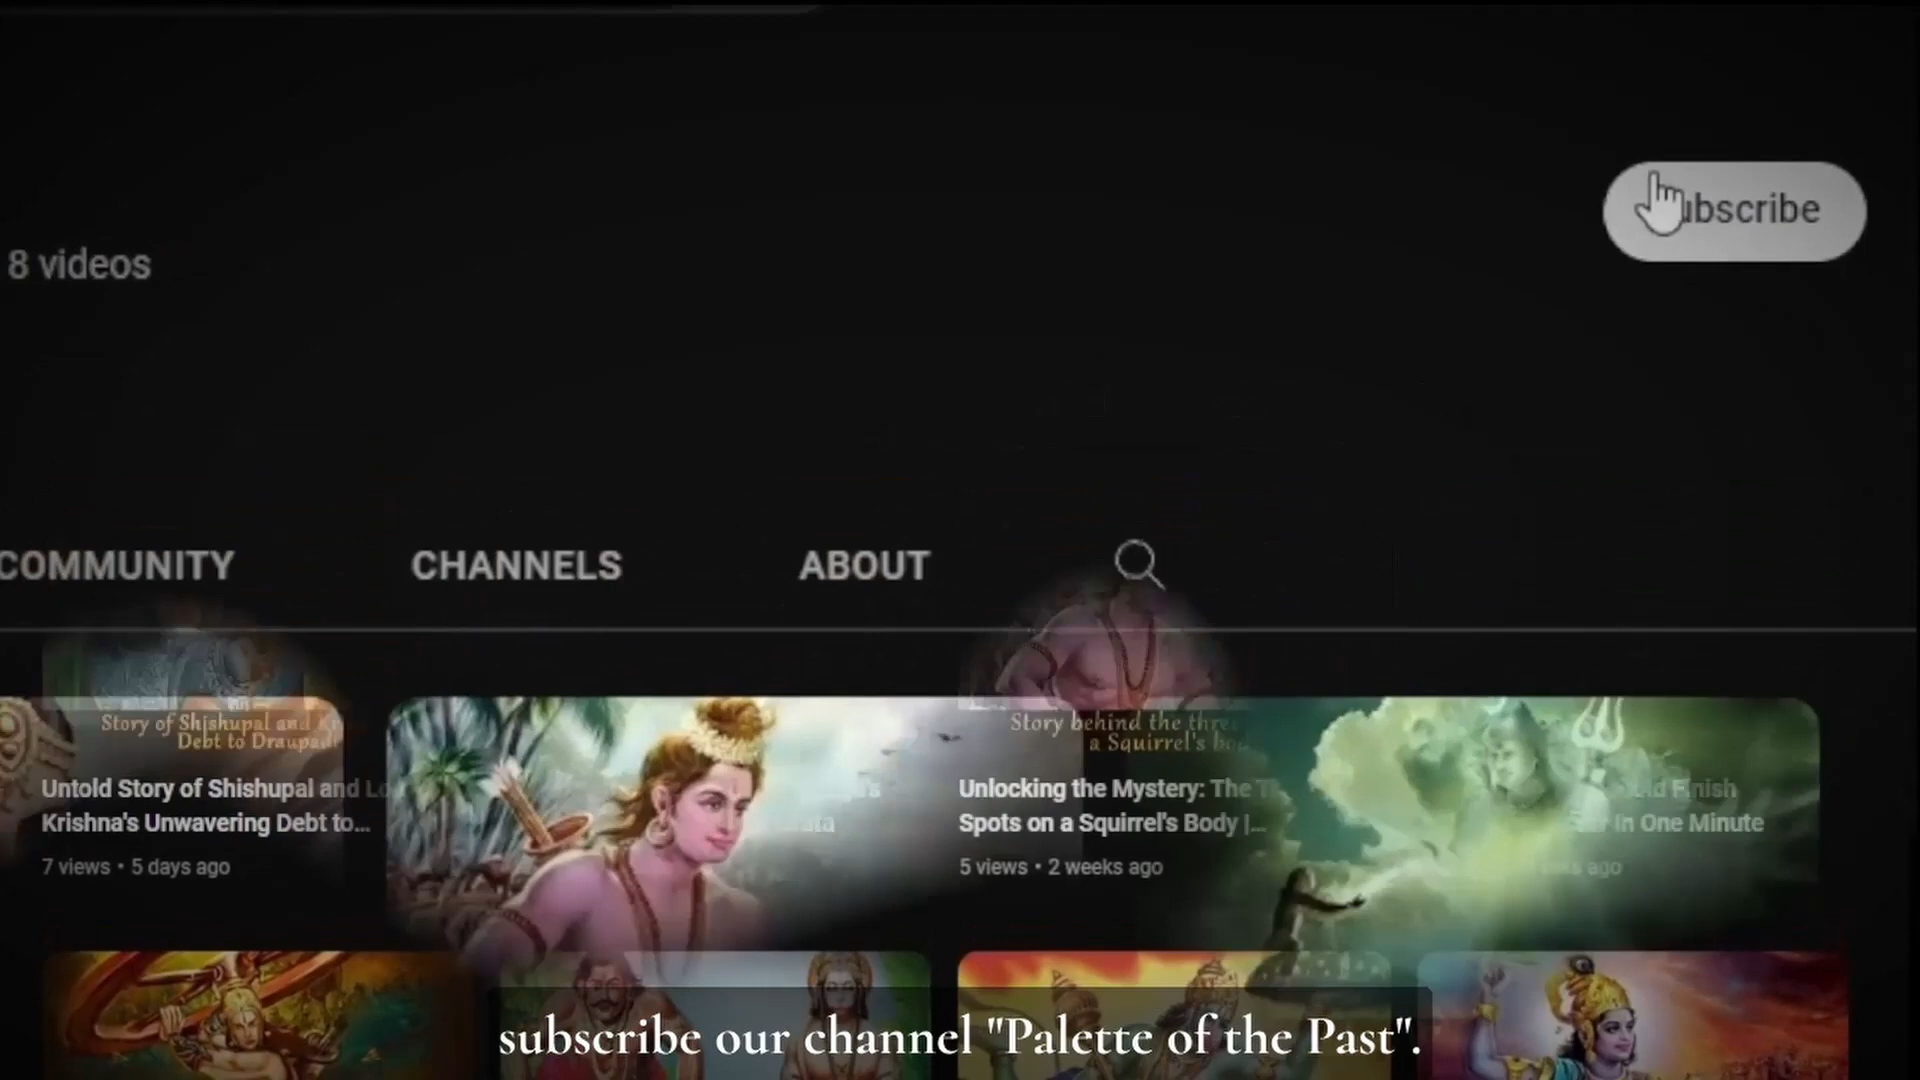 ubscribe
8 videos
COMMUNITY
CHANNELS
ABOUT
Story of Shishupal and
Debt to
Story behind the three
a Squirrel's
Untold Story of Shishupal and
Krishna's Unwavering Debt to...
7 views • 5 days ago
Unlocking the Mystery: The
Spots on a Squirrel's Body |...
5 views • 2 weeks ago
Finish
In One Minute
ago
subscribe our channel "Palette of the Past".